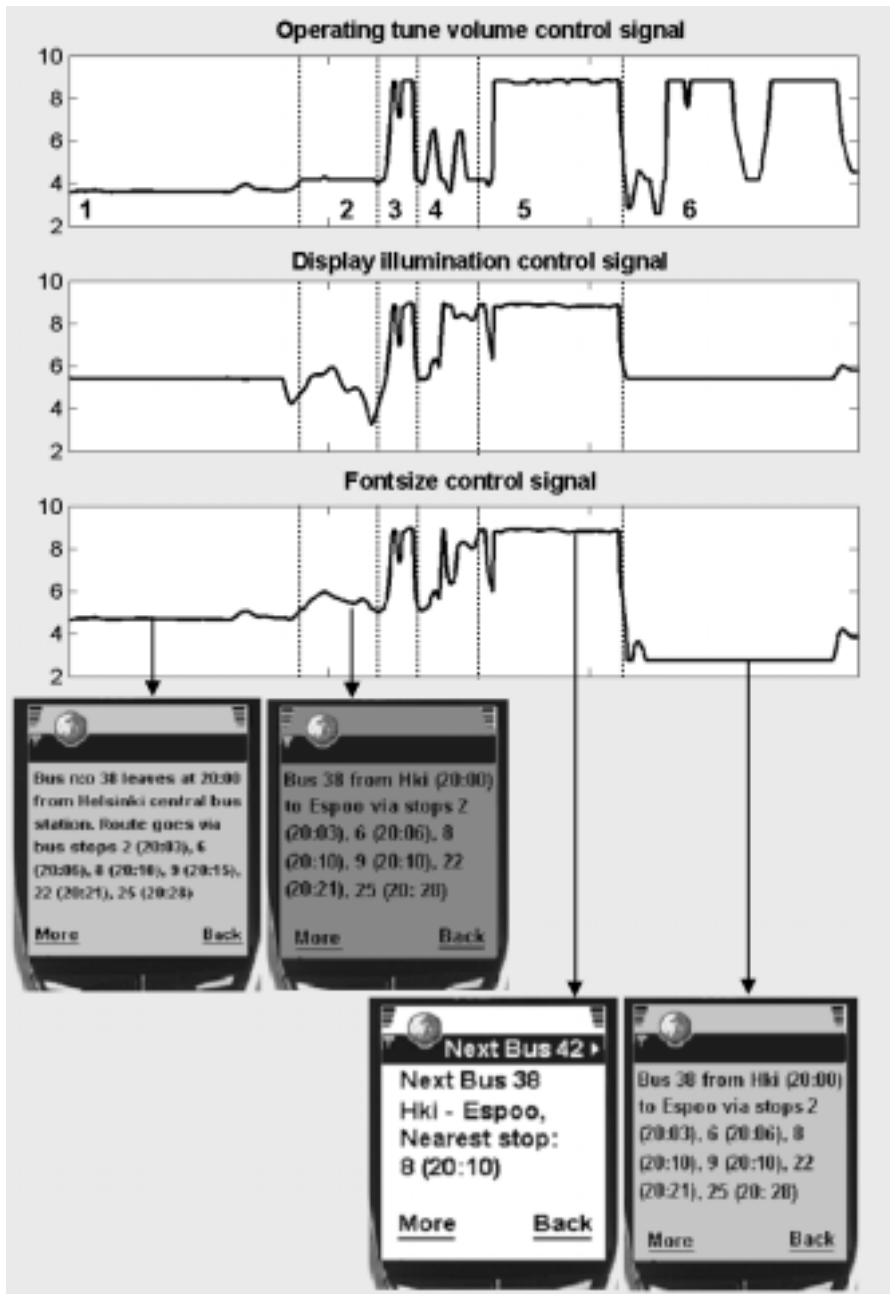 Operating tune volume control signal
10
8
6
4
2
1 2 3 4 5 6
Display illumination control signal
10
8
6
4
2
Fontsize control signal
10
8
6
4
2
Bus no 38 leaves at 20:00
from Helsinki central bus
station. Route goes via
bus stops 2 (20:03), 6
(20:06), 8 (20:10), 9 (20:15),
22 (20:21), 25 (20:28)
More Back
Bus 38 from Hki (20:00)
to Espoo via stops 2
(20:03), 6 (20:06), 8
(20:10), 9 (20:10), 22
(20:21), 25 (20: 28)
More Back
Next Bus 42
Next Bus 38
Hki - Espoo,
Nearest stop:
8 (20:10)
More Back
Bus 38 from Hki (20:00)
to Espoo via stops 2
(20:03), 6 (20:06), 8
(20:10), 9 (20:10), 22
(20:21), 25 (20: 28)
More Back